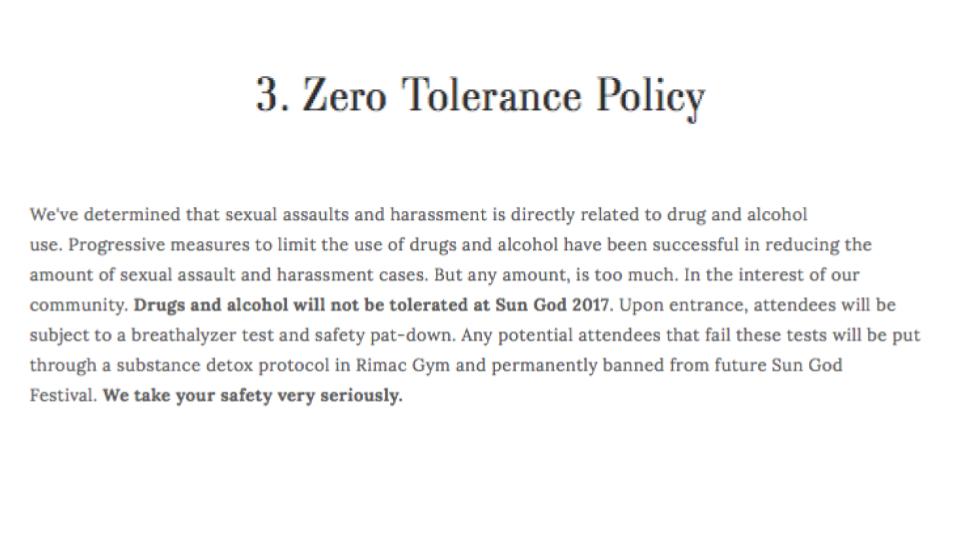 3. Zero Tolerance Policy
We've determined that sexual assaults and harassment is directly related to drug and alcohol
use. Progressive measures to limit the use of drugs and alcohol have been successful in reducing the
amount of sexual assault and harassment cases. But any amount, is too much. In the interest of our
community. Drugs and alcohol will not be tolerated at Sun God 2017. Upon entrance, attendees will be
subject to a breathalyzer test and safety pat-down. Any potential attendees that fail these tests will be put
through a substance detox protocol in Rimac Gym and permanently banned from future Sun God
Festival. We take your safety very seriously.